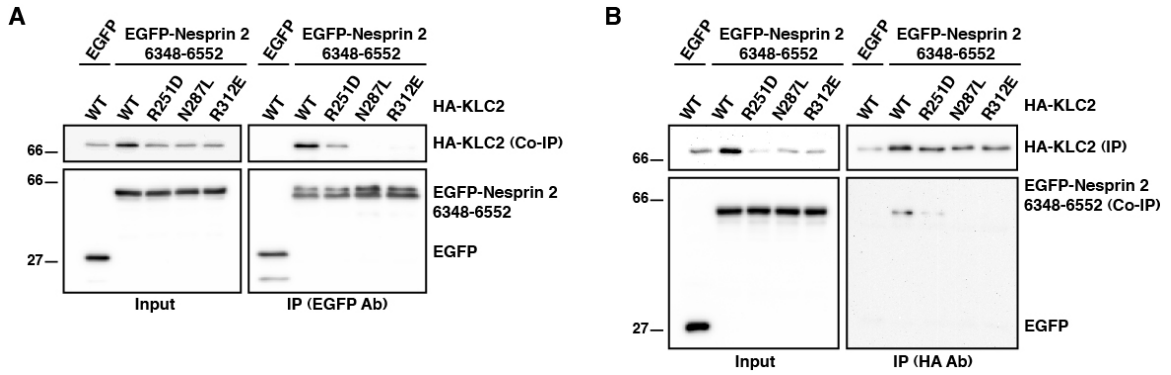 A
EGFP
EGFP-Nesprin 2
6348-6552
EGFP
EGFP-Nesprin 2
6348-6552
WT
WT
R251D
N287L
R312E
WT
WT
R251D
N287L
R312E
HA-KLC2
66
HA-KLC2 (Co-IP)
66
EGFP-Nesprin 2
6348-6552
27
EGFP
Input
IP (EGFP Ab)
B
EGFP
EGFP-Nesprin 2
6348-6552
EGFP
EGFP-Nesprin 2
6348-6552
WT
WT
R251D
N287L
R312E
WT
WT
R251D
N287L
R312E
HA-KLC2
66
HA-KLC2 (IP)
66
EGFP-Nesprin 2
6348-6552 (Co-IP)
27
EGFP
Input
IP (HA Ab)